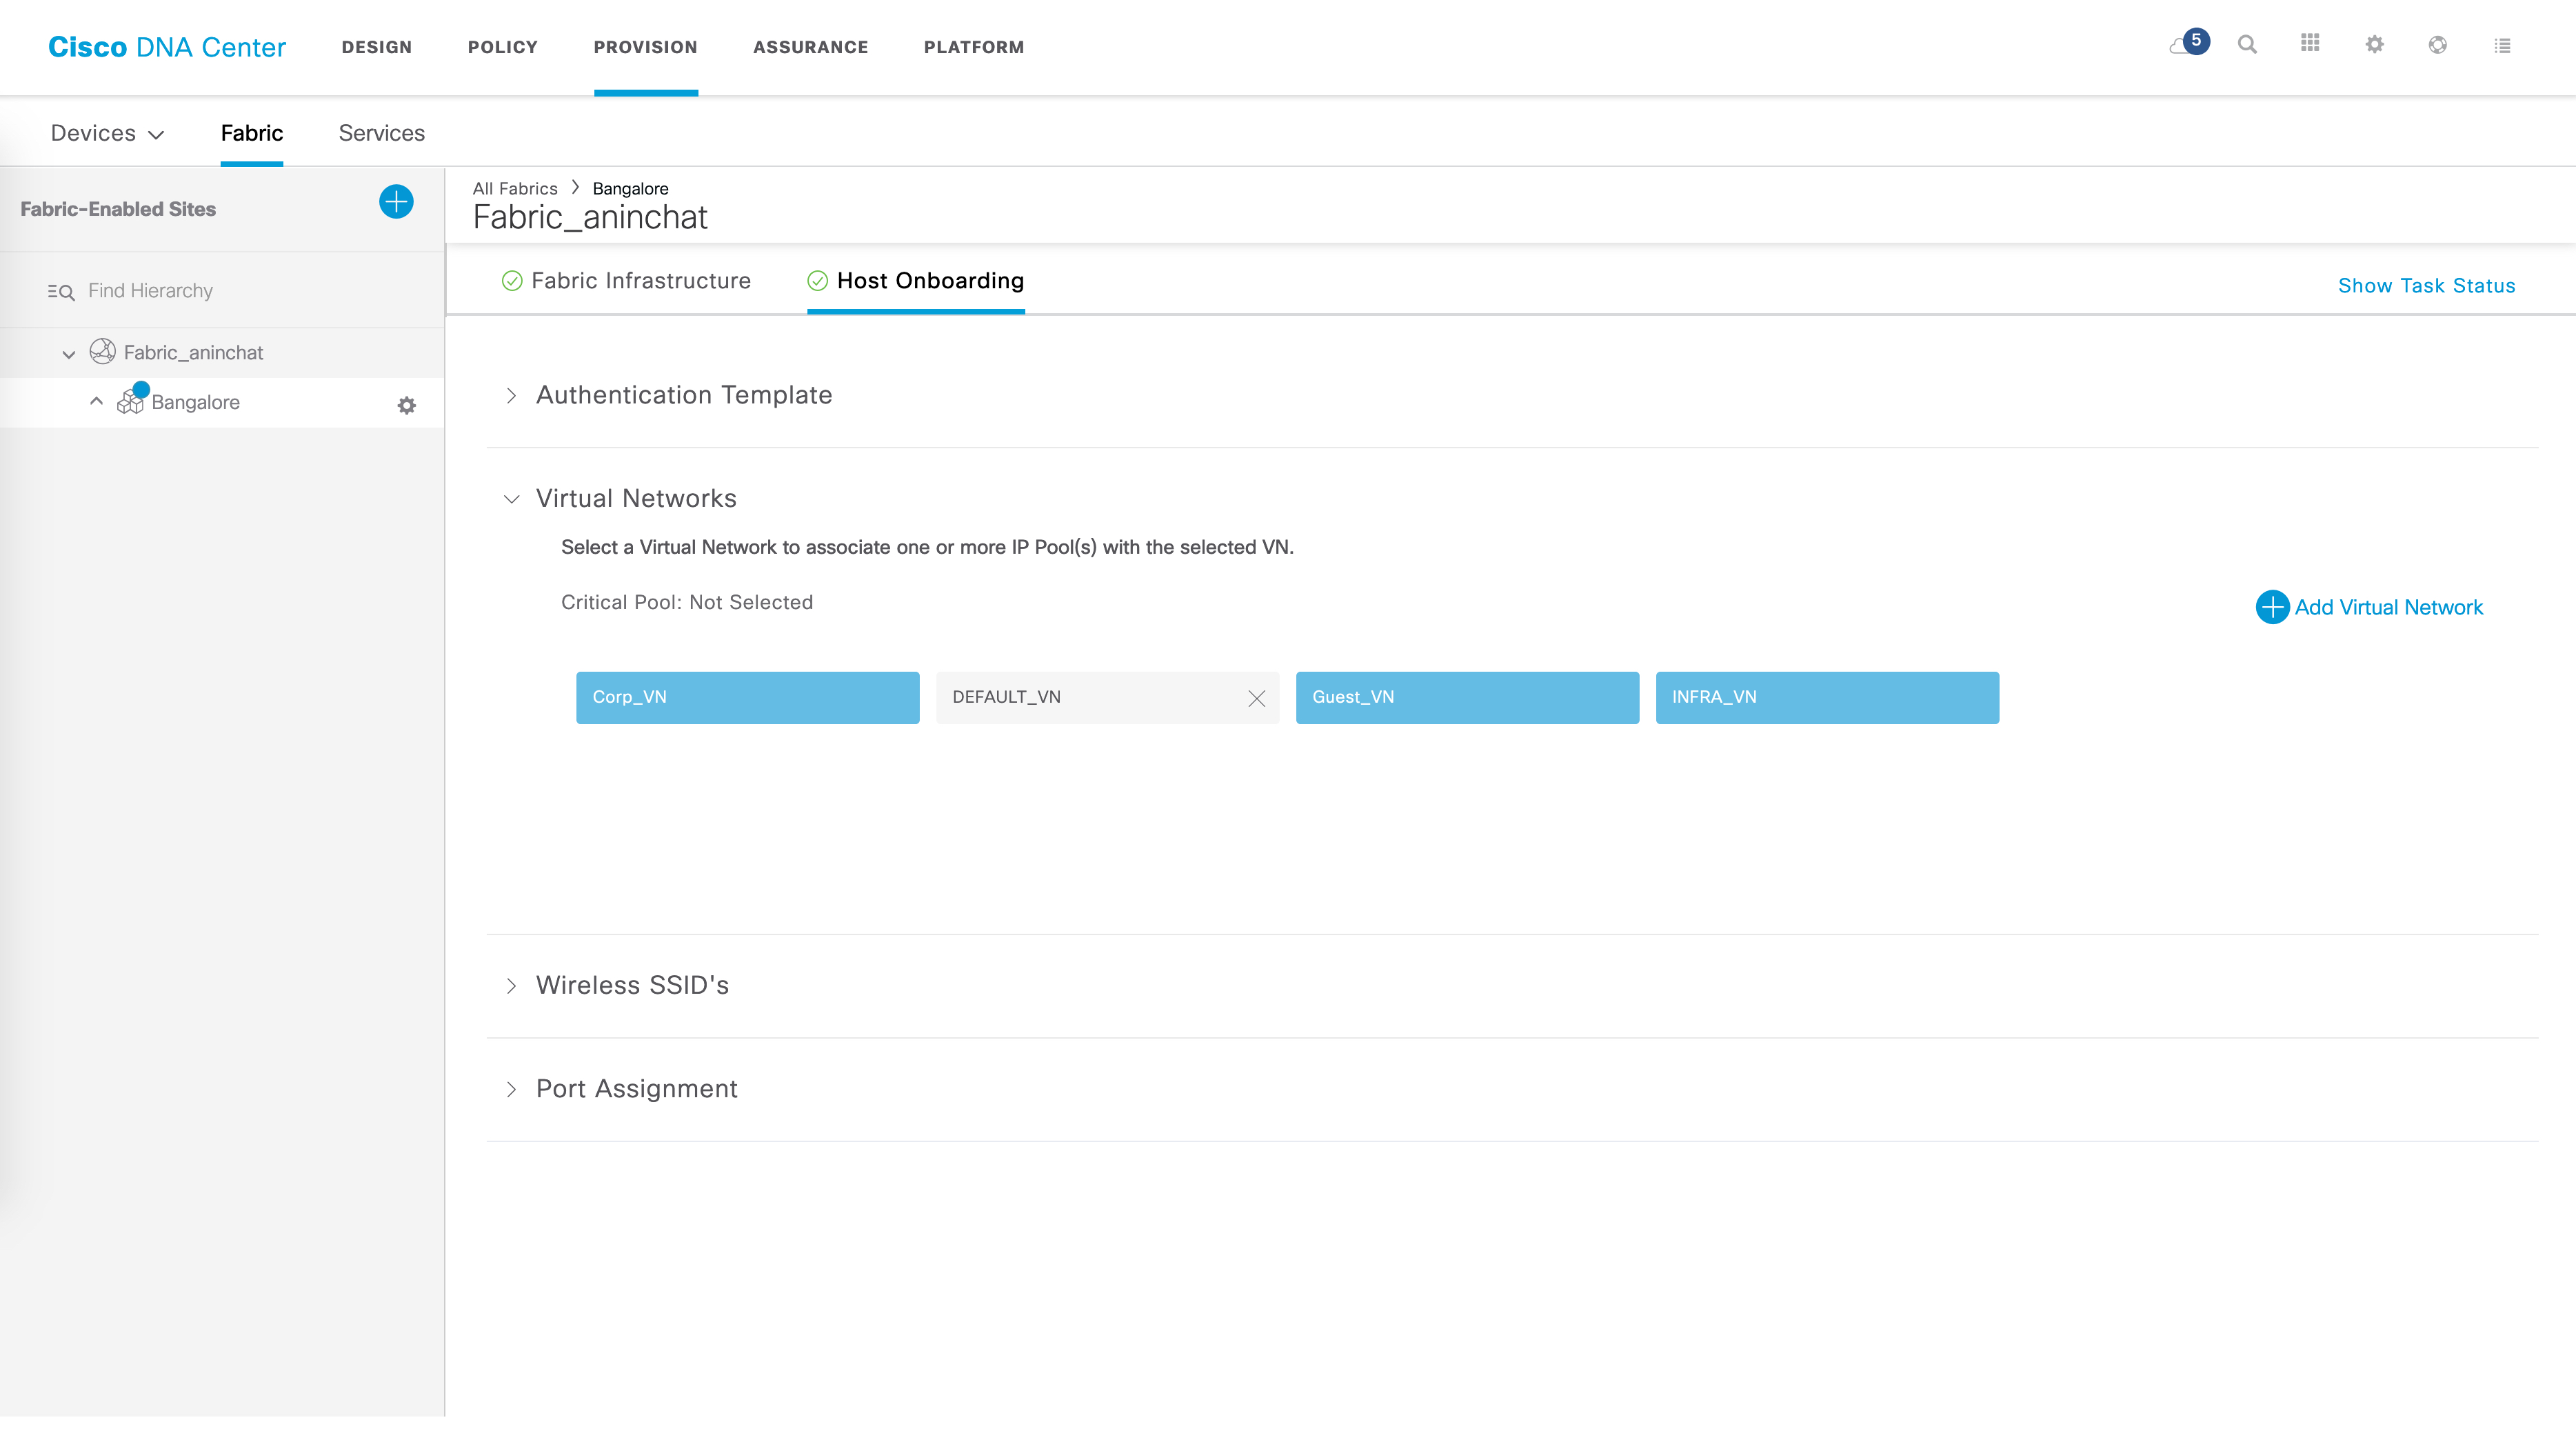 Cisco DNA Center DESIGN POLICY PROVISION ASSURANCE PLATFORM 5
Devices Fabric Services
Fabric-Enabled Sites
Find Hierarchy
Fabric_aninchat
Bangalore
All Fabrics > Bangalore
Fabric_aninchat
Fabric Infrastructure Host Onboarding Show Task Status
Authentication Template
Virtual Networks
Select a Virtual Network to associate one or more IP Pool(s) with the selected VN.
Critical Pool: Not Selected
Add Virtual Network
Corp_VN DEFAULT_VN Guest_VN INFRA_VN
Wireless SSID's
Port Assignment